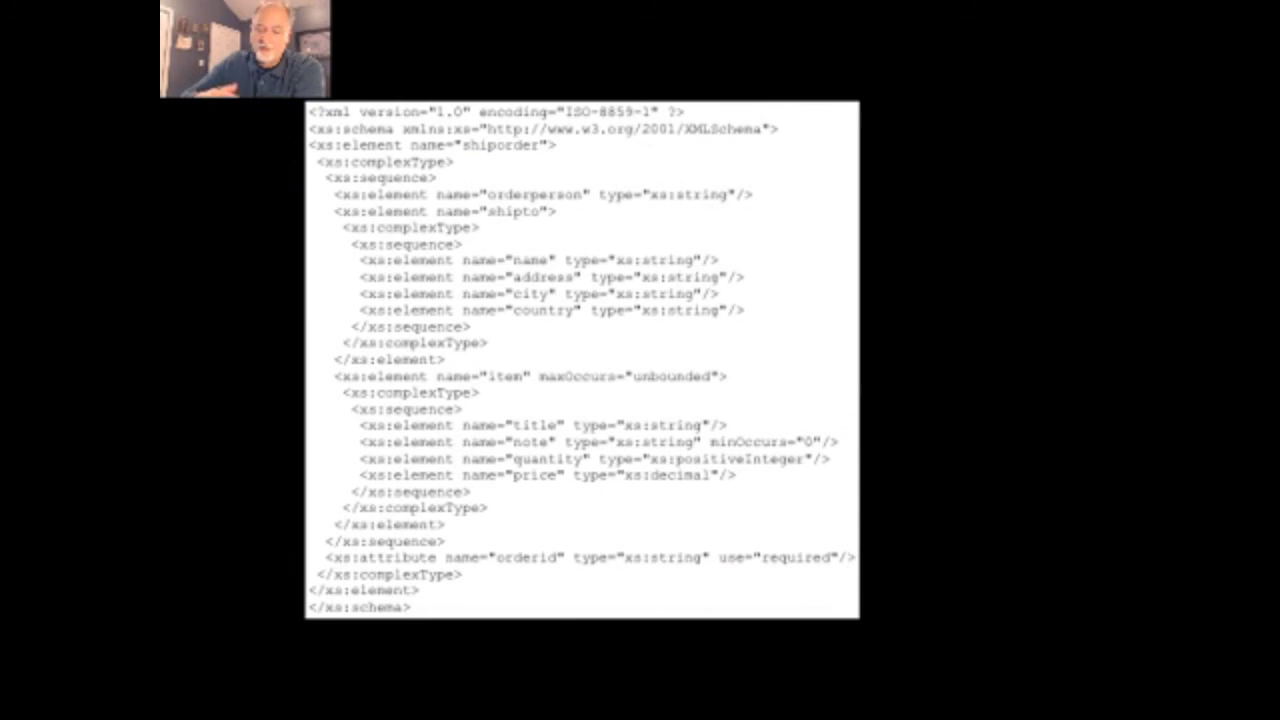 <?xml version="1.0" encoding="ISO-8859-1" ?>
<xs:schema xmlns:xs="http://www.w3.org/2001/XMLSchema">
<xs:element name="shiporder">
<xs:complexType>
<xs:sequence>
<xs:element name="orderperson" type="xs:string"/>
<xs:element name="shipto">
<xs:complexType>
<xs:sequence>
<xs:element name="name" type="xs:string"/>
<xs:element name="address" type="xs:string"/>
<xs:element name="city" type="xs:string"/>
<xs:element name="country" type="xs:string"/>
</xs:sequence>
</xs:complexType>
</xs:element>
<xs:element name="item" maxOccurs="unbounded">
<xs:complexType>
<xs:sequence>
<xs:element name="title" type="xs:string"/>
<xs:element name="note" type="xs:string" minOccurs="0"/>
<xs:element name="quantity" type="xs:positiveInteger"/>
<xs:element name="price" type="xs:decimal"/>
</xs:sequence>
</xs:complexType>
</xs:element>
</xs:sequence>
<xs:attribute name="orderid" type="xs:string" use="required"/>
</xs:complexType>
</xs:element>
</xs:schema>